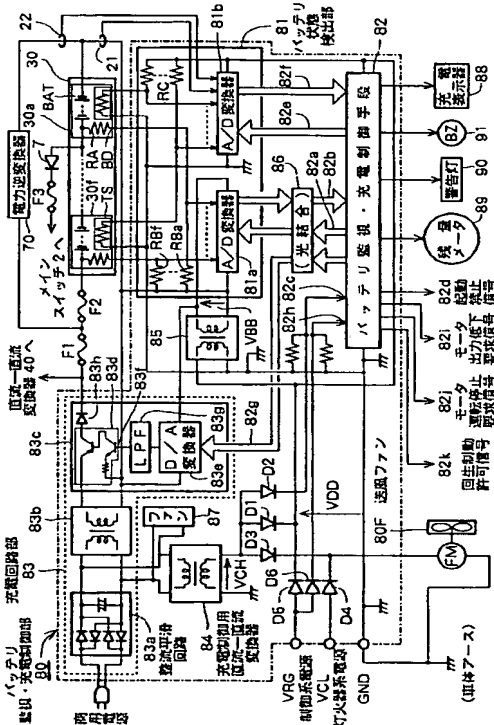 22
21
30
30a
BAT
RC
81b
81
バッテリ
状態
検出部
82
A/D変換器
82f
82e
充電
表示器
88
BZ
91
警告灯
90
残量
メータ
89
電力逆変換器
70
7
F3
RA
BD
30f
TS
メイン
スイッチ2へ
RBf
RBa
A/D変換器
81a
86
(光結合)
82a
82b
バッテリ監視・充電制御手段
82c
82h
82d
起動
禁止
信号
82i
モータ
出力低下
要求信号
82j
モータ
運転停止
要求信号
82k
回生制動
許可信号
F2
F1
直流ー直流
変換器 40へ
85
VBB
83h
83d
83f
83c
LPF
83g
D/A
変換器
83e
82g
83b
充電回路部
83
ファン
87
D2
D1
D3
VDD
VCH
84
充電制御用
直流ー直流
変換器
83a
整流平滑
回路
バッテリ
監視・充電制御部
80
商用
電源
D5
D6
D4
VRG
制御系電源
VCL
灯火器系電源
GND
80F
送風ファン
FM
(車体アース)